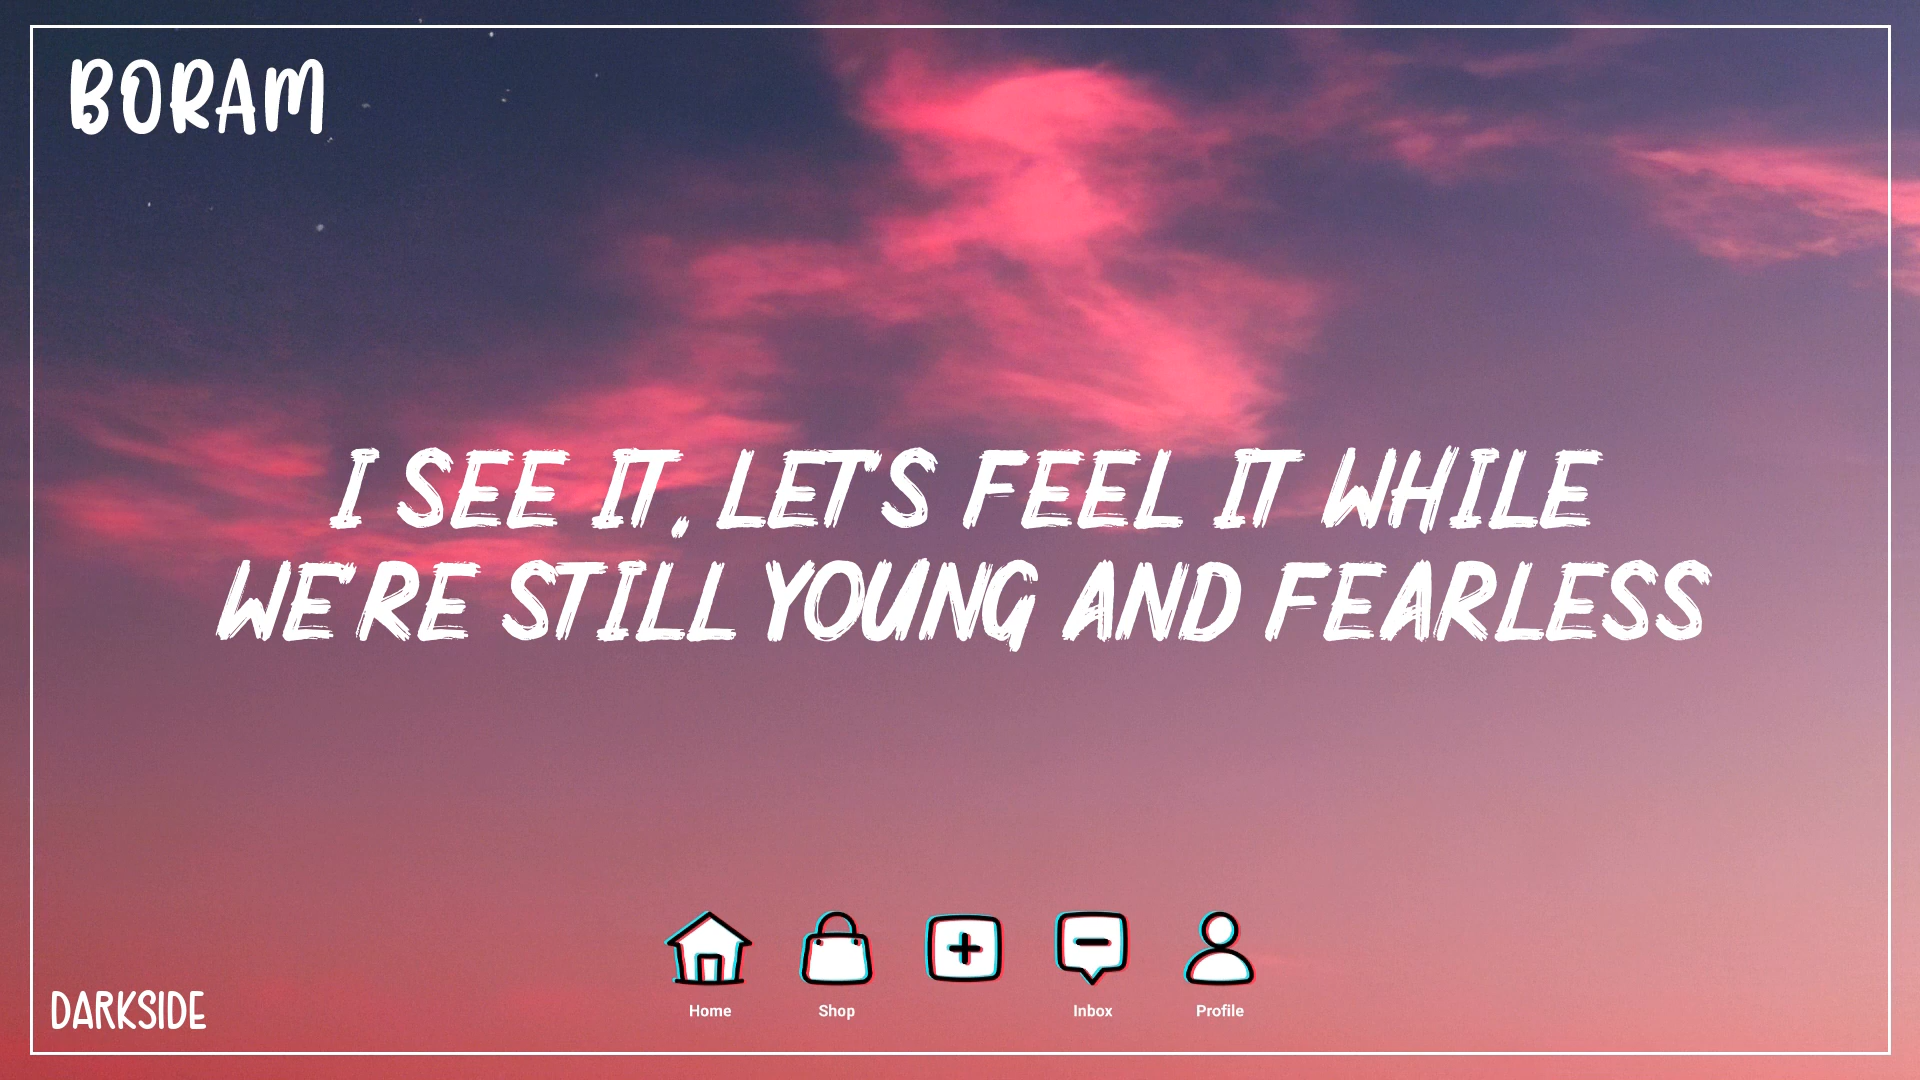 BORAM
I SEE IT, LET'S FEEL IT WHILE
WE'RE STILL YOUNG AND FEARLESS
Home
Shop
Inbox
Profile
DARKSIDE